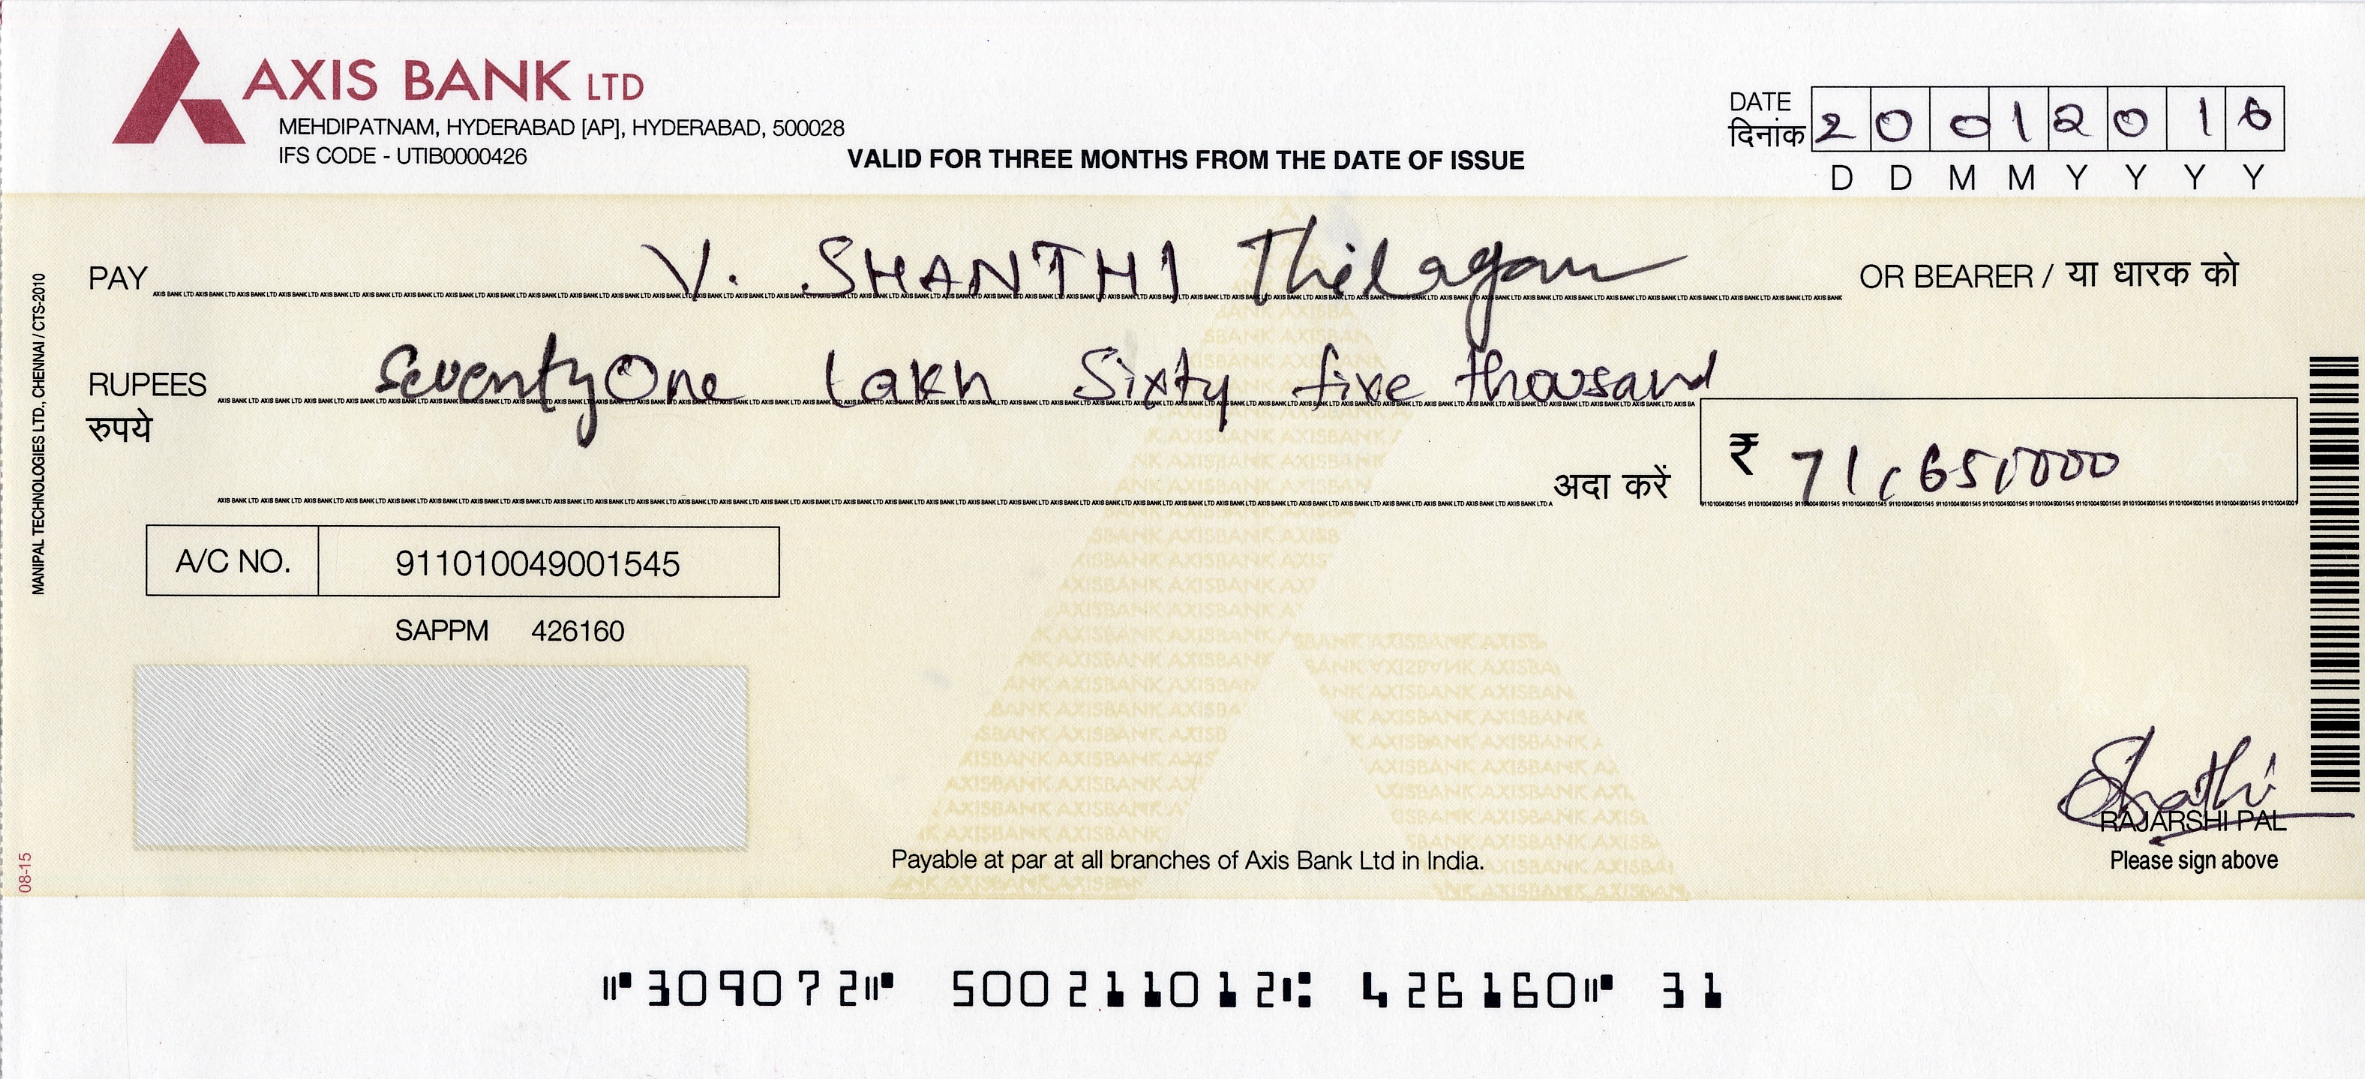 AXIS BANK LTD
MEHDIPATNAM, HYDERABAD [AP], HYDERABAD, 500028
IFS CODE - UTIB0000426
VALID FOR THREE MONTHS FROM THE DATE OF ISSUE
DATE
दिनांक 2 0 0 1 2 0 1 6
D D M M Y Y Y Y
PAY V. SHANTHI Thilagam OR BEARER / या धारक को
RUPEES Seventy One lakh Sixty five thousand
रुपये
अदा करें ₹ 71,65,000
A/C NO. 911010049001545
SAPPM 426160
VOID
RAJARSHI PAL
Please sign above
Payable at par at all branches of Axis Bank Ltd in India.
MANIPAL TECHNOLOGIES LTD., CHENNAI / CTS-2010
08-15
⑈309072⑈ 500211012⑆ 426160⑈ 31